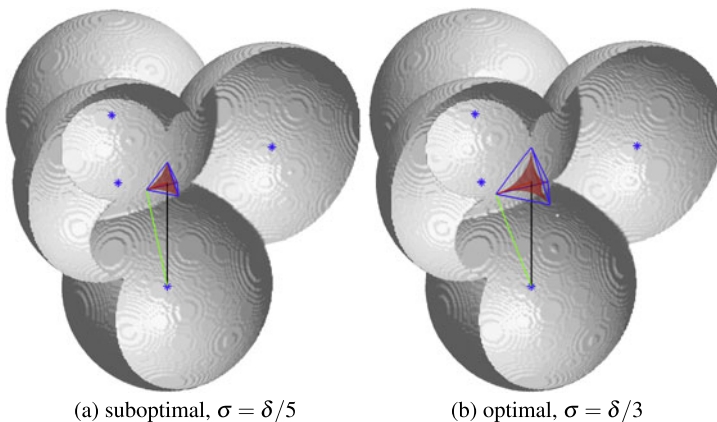 (a) suboptimal, σ = δ/5
(b) optimal, σ = δ/3